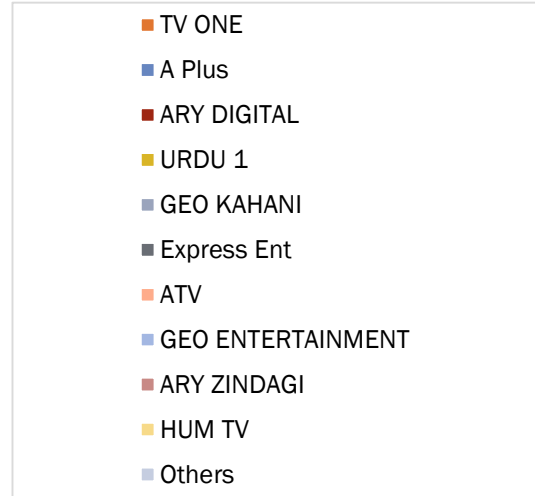 TV ONE
A Plus
ARY DIGITAL
URDU 1
GEO KAHANI
Express Ent
ATV
GEO ENTERTAINMENT
ARY ZINDAGI
HUM TV
Others